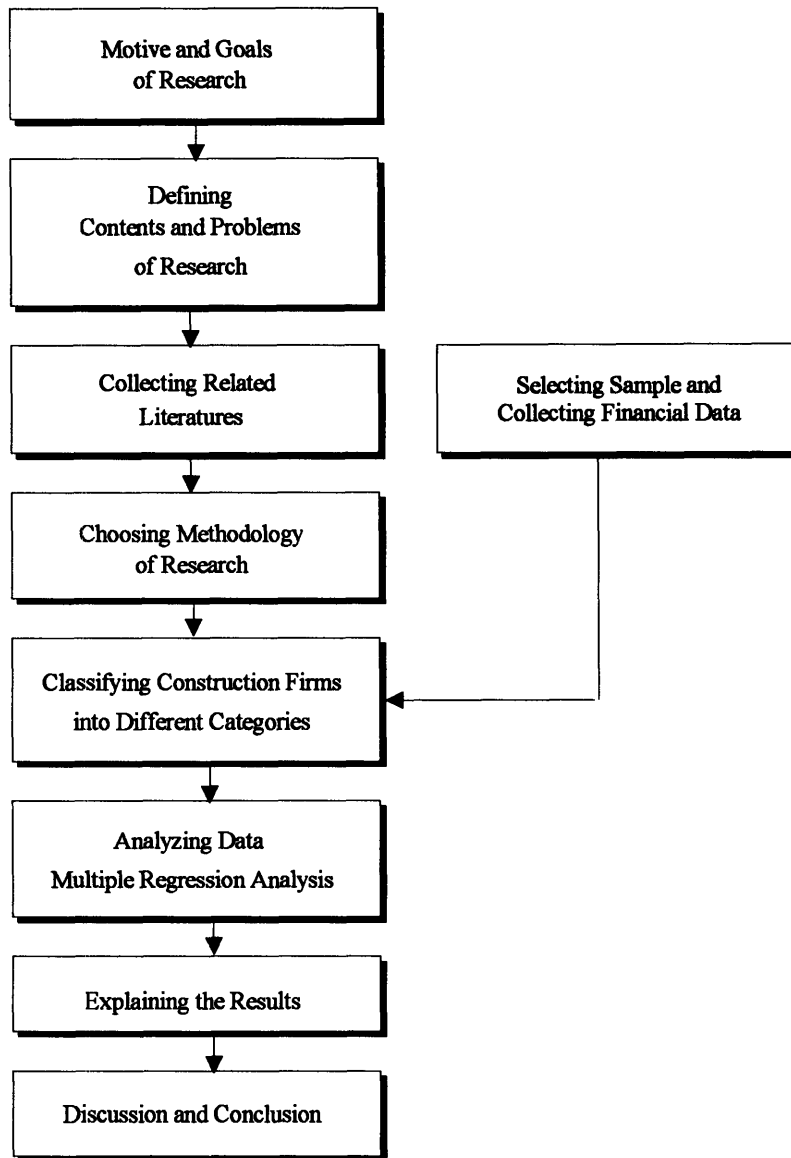 Motive and Goals
of Research
Defining
Contents and Problems
of Research
Collecting Related
Literatures
Selecting Sample and
Collecting Financial Data
Choosing Methodology
of Research
Classifying Construction Firms
into Different Categories
Analyzing Data
Multiple Regression Analysis
Explaining the Results
Discussion and Conclusion